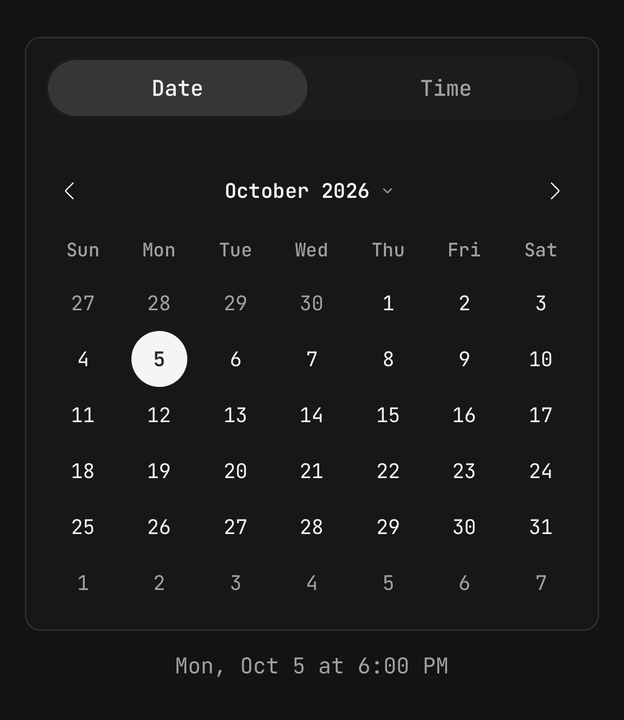 Date Time
October 2026
Sun Mon Tue Wed Thu Fri Sat
27 28 29 30 1 2 3
4 5 6 7 8 9 10
11 12 13 14 15 16 17
18 19 20 21 22 23 24
25 26 27 28 29 30 31
1 2 3 4 5 6 7
Mon, Oct 5 at 6:00 PM